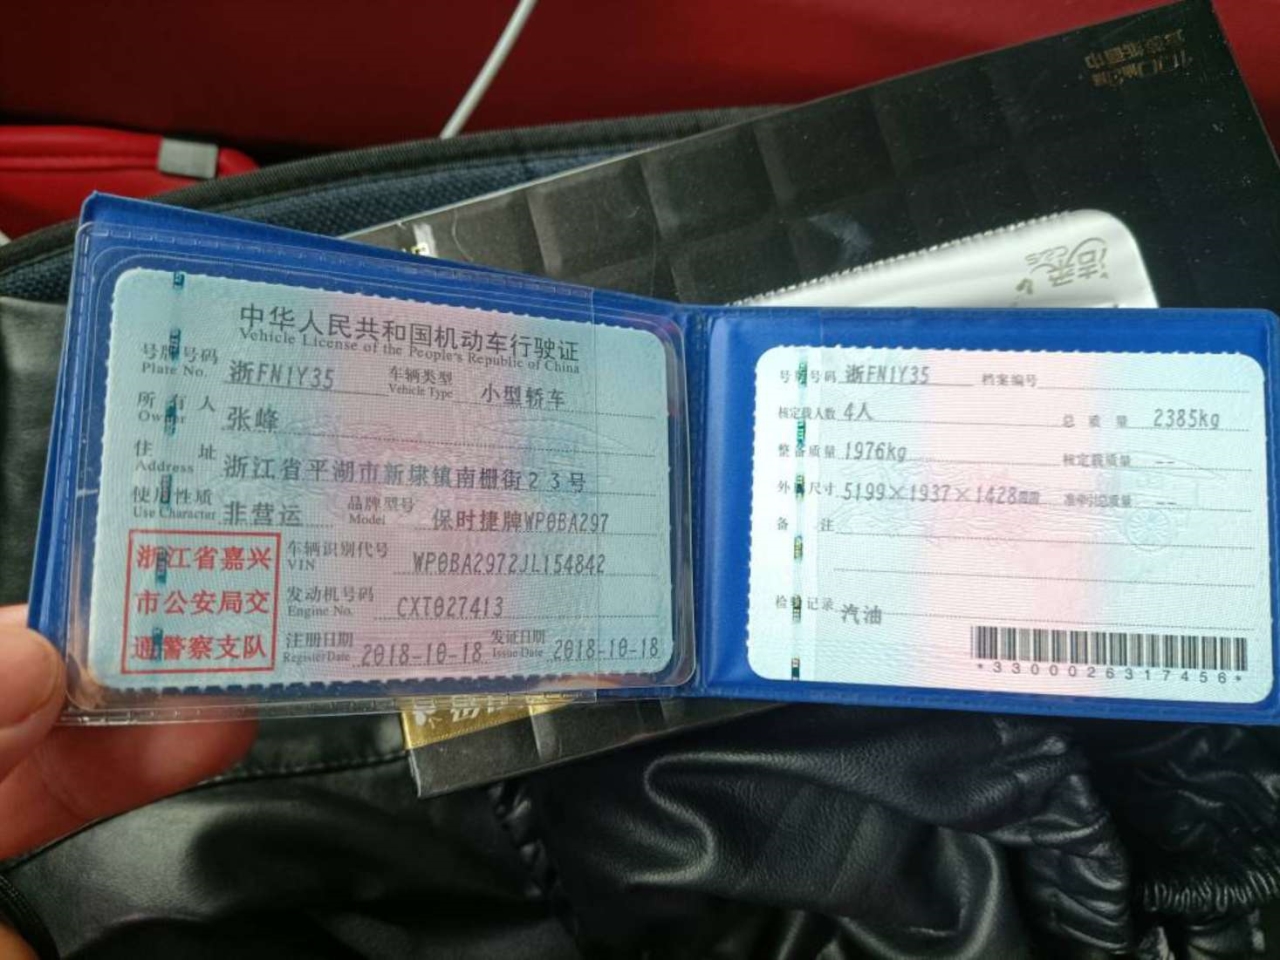 中华人民共和国机动车行驶证
Vehicle License of the People's Republic of China
号牌号码 浙FN1Y35 车辆类型 小型轿车
Plate No. Vehicle Type
所有人 张峰
Owner
住址 浙江省平湖市新埭镇南栅街23号
Address
使用性质 非营运 品牌型号 保时捷牌WP0BA297
Use Character Model
浙江省嘉兴
市公安局交
通警察支队
车辆识别代号 WP0BA2972JL154842
VIN
发动机号码 CXT027413
Engine No.
注册日期 2018-10-18 发证日期 2018-10-18
Register Date Issue Date
号牌号码 浙FN1Y35 档案编号
核定载人数 4人 总质量 2385kg
整备质量 1976kg 核定载质量 --
外廓尺寸 5199×1937×1428mm 准牵引总质量 --
备注
检验记录 汽油
*3300026317456*